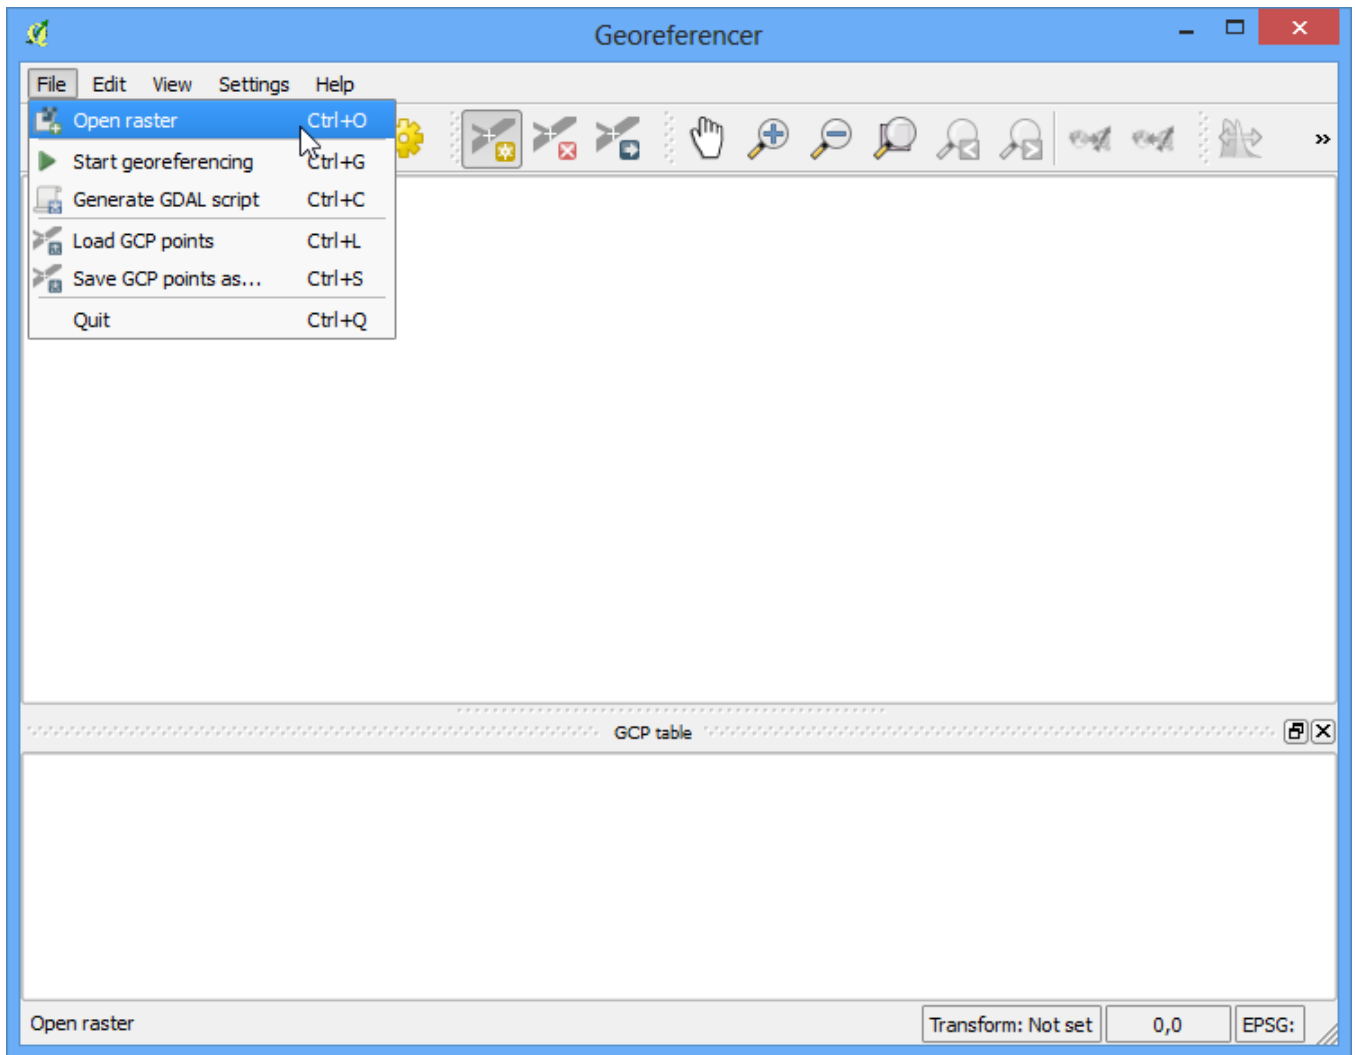 Georeferencer
File Edit View Settings Help
Open raster Ctrl+O
Start georeferencing Ctrl+G
Generate GDAL script Ctrl+C
Load GCP points Ctrl+L
Save GCP points as... Ctrl+S
Quit Ctrl+Q
GCP table
Open raster Transform: Not set 0,0 EPSG: